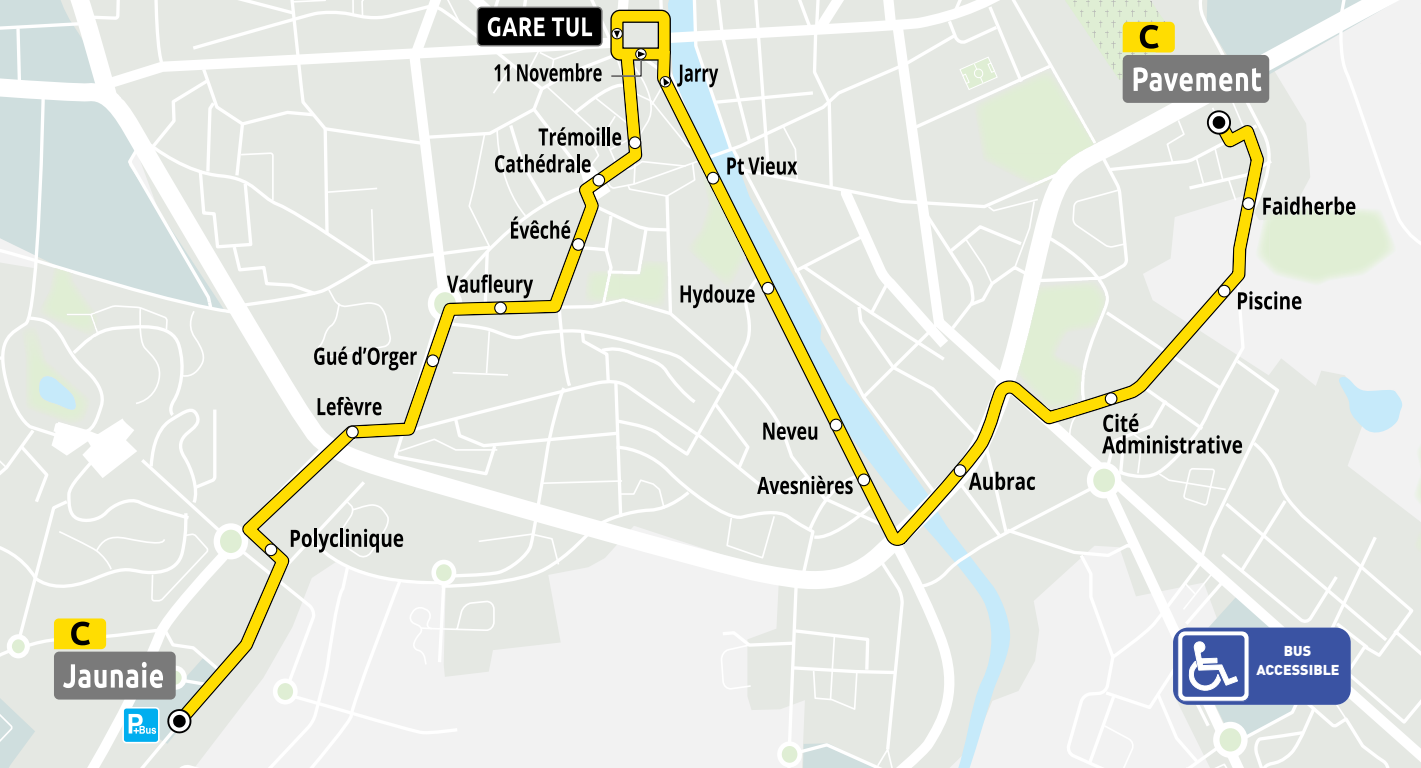 GARE TUL
C
Pavement
11 Novembre
Jarry
Trémoille
Cathédrale
Pt Vieux
Évêché
Faidherbe
Vaufleury
Hydouze
Piscine
Gué d'Orger
Lefèvre
Neveu
Cité
Administrative
Avesnières
Aubrac
Polyclinique
C
Jaunaie
P
+Bus
BUS
ACCESSIBLE